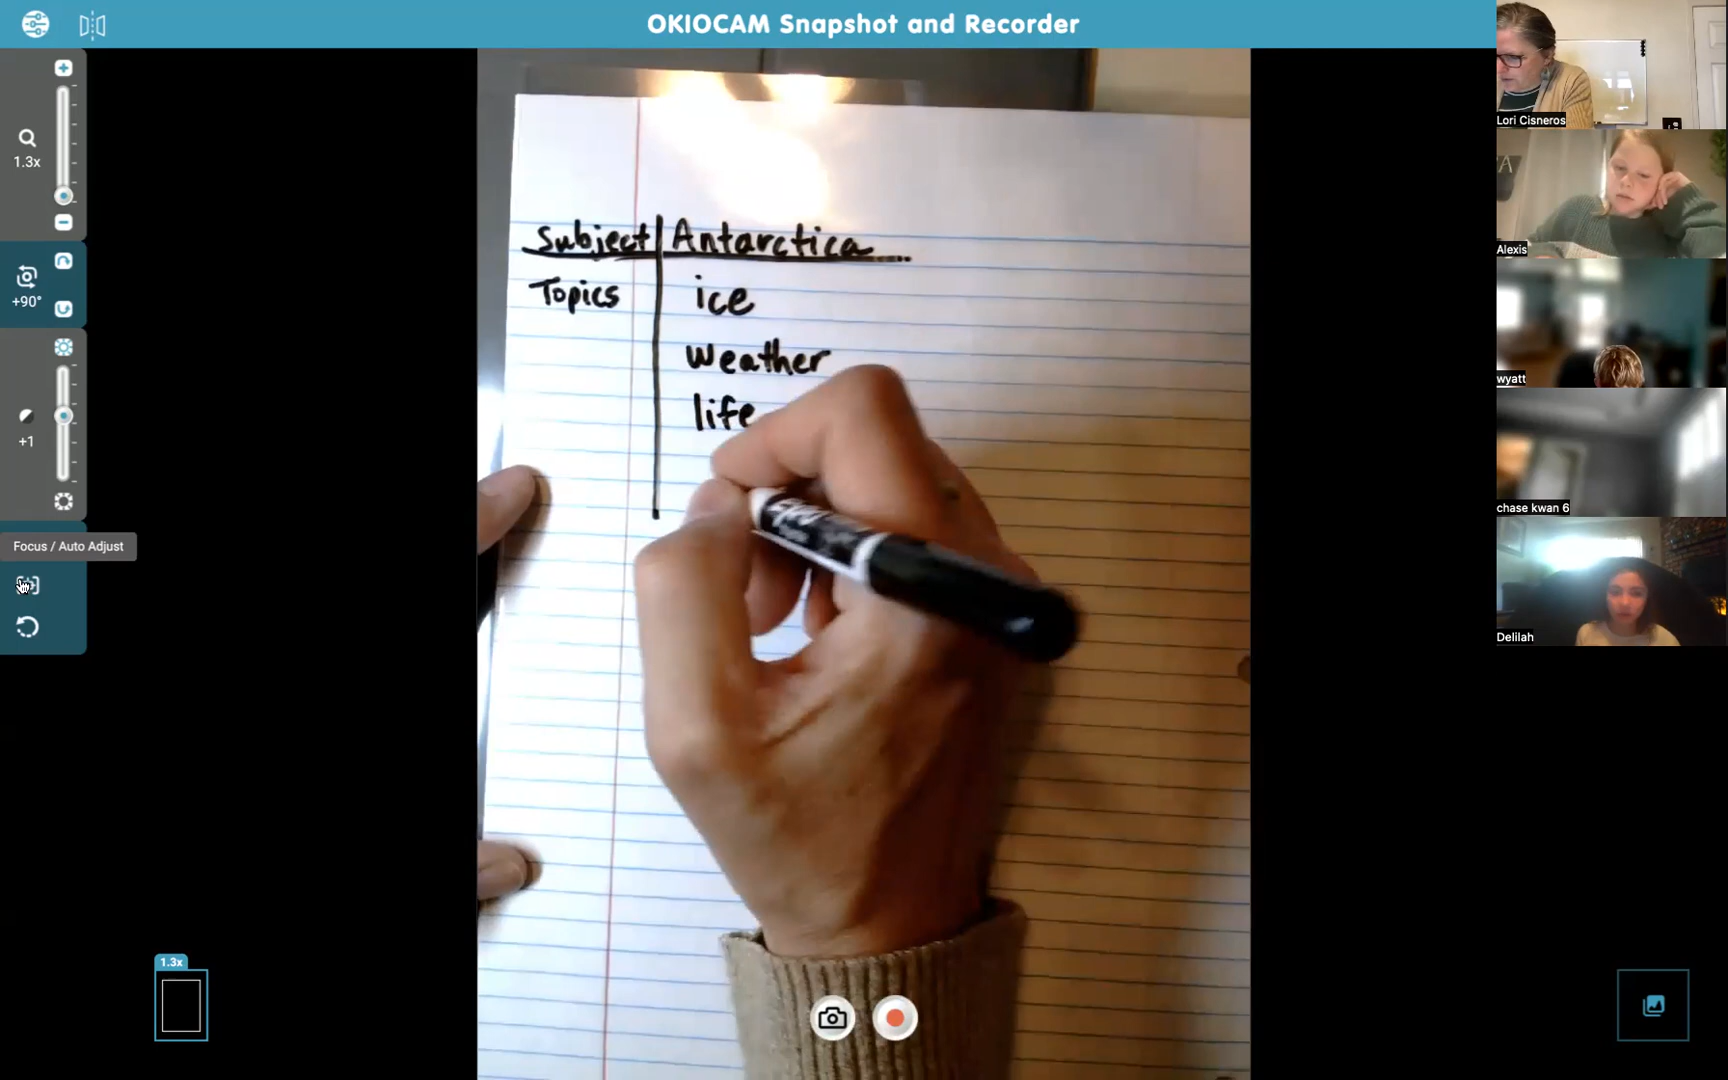 OKIOCAM Snapshot and Recorder
1.3x
+90°
+1
Focus / Auto Adjust
1.3x
Subject Antarctica
Topics ice
weather
life
EXPO
Lori Cisneros
Alexis
wyatt
chase kwan 6
Delilah